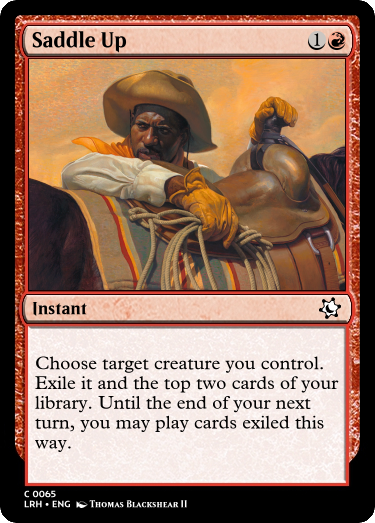 Saddle Up 1
Instant
Choose target creature you control.
Exile it and the top two cards of your
library. Until the end of your next
turn, you may play cards exiled this
way.
C 0065
LRH • ENG Thomas Blackshear II